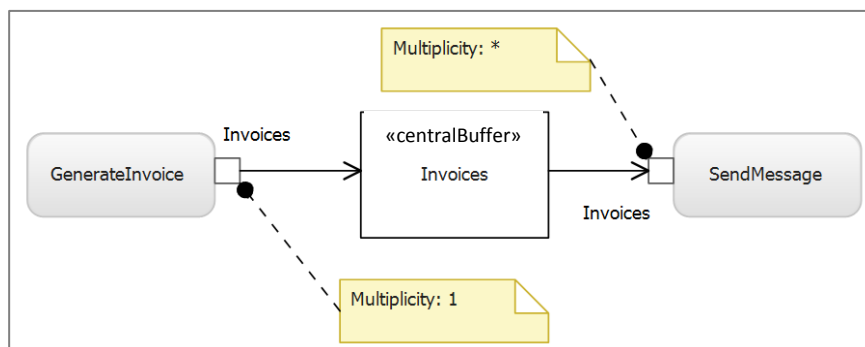 Multiplicity: *
Invoices
«centralBuffer»
GenerateInvoice
Invoices
SendMessage
Invoices
Multiplicity: 1